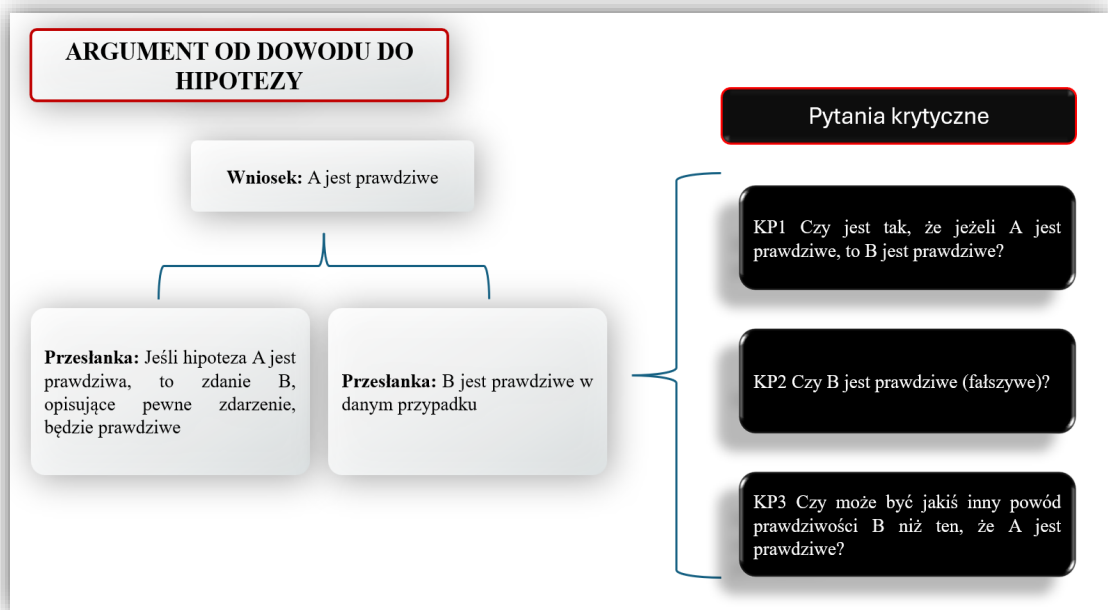 ARGUMENT OD DOWODU DO
HIPOTEZY
Wniosek: A jest prawdziwe
Przesłanka: Jeśli hipoteza A jest
prawdziwa, to zdanie B,
opisujące pewne zdarzenie,
będzie prawdziwe
Przesłanka: B jest prawdziwe w
danym przypadku
Pytania krytyczne
KP1 Czy jest tak, że jeżeli A jest
prawdziwe, to B jest prawdziwe?
KP2 Czy B jest prawdziwe (fałszywe)?
KP3 Czy może być jakiś inny powód
prawdziwości B niż ten, że A jest
prawdziwe?